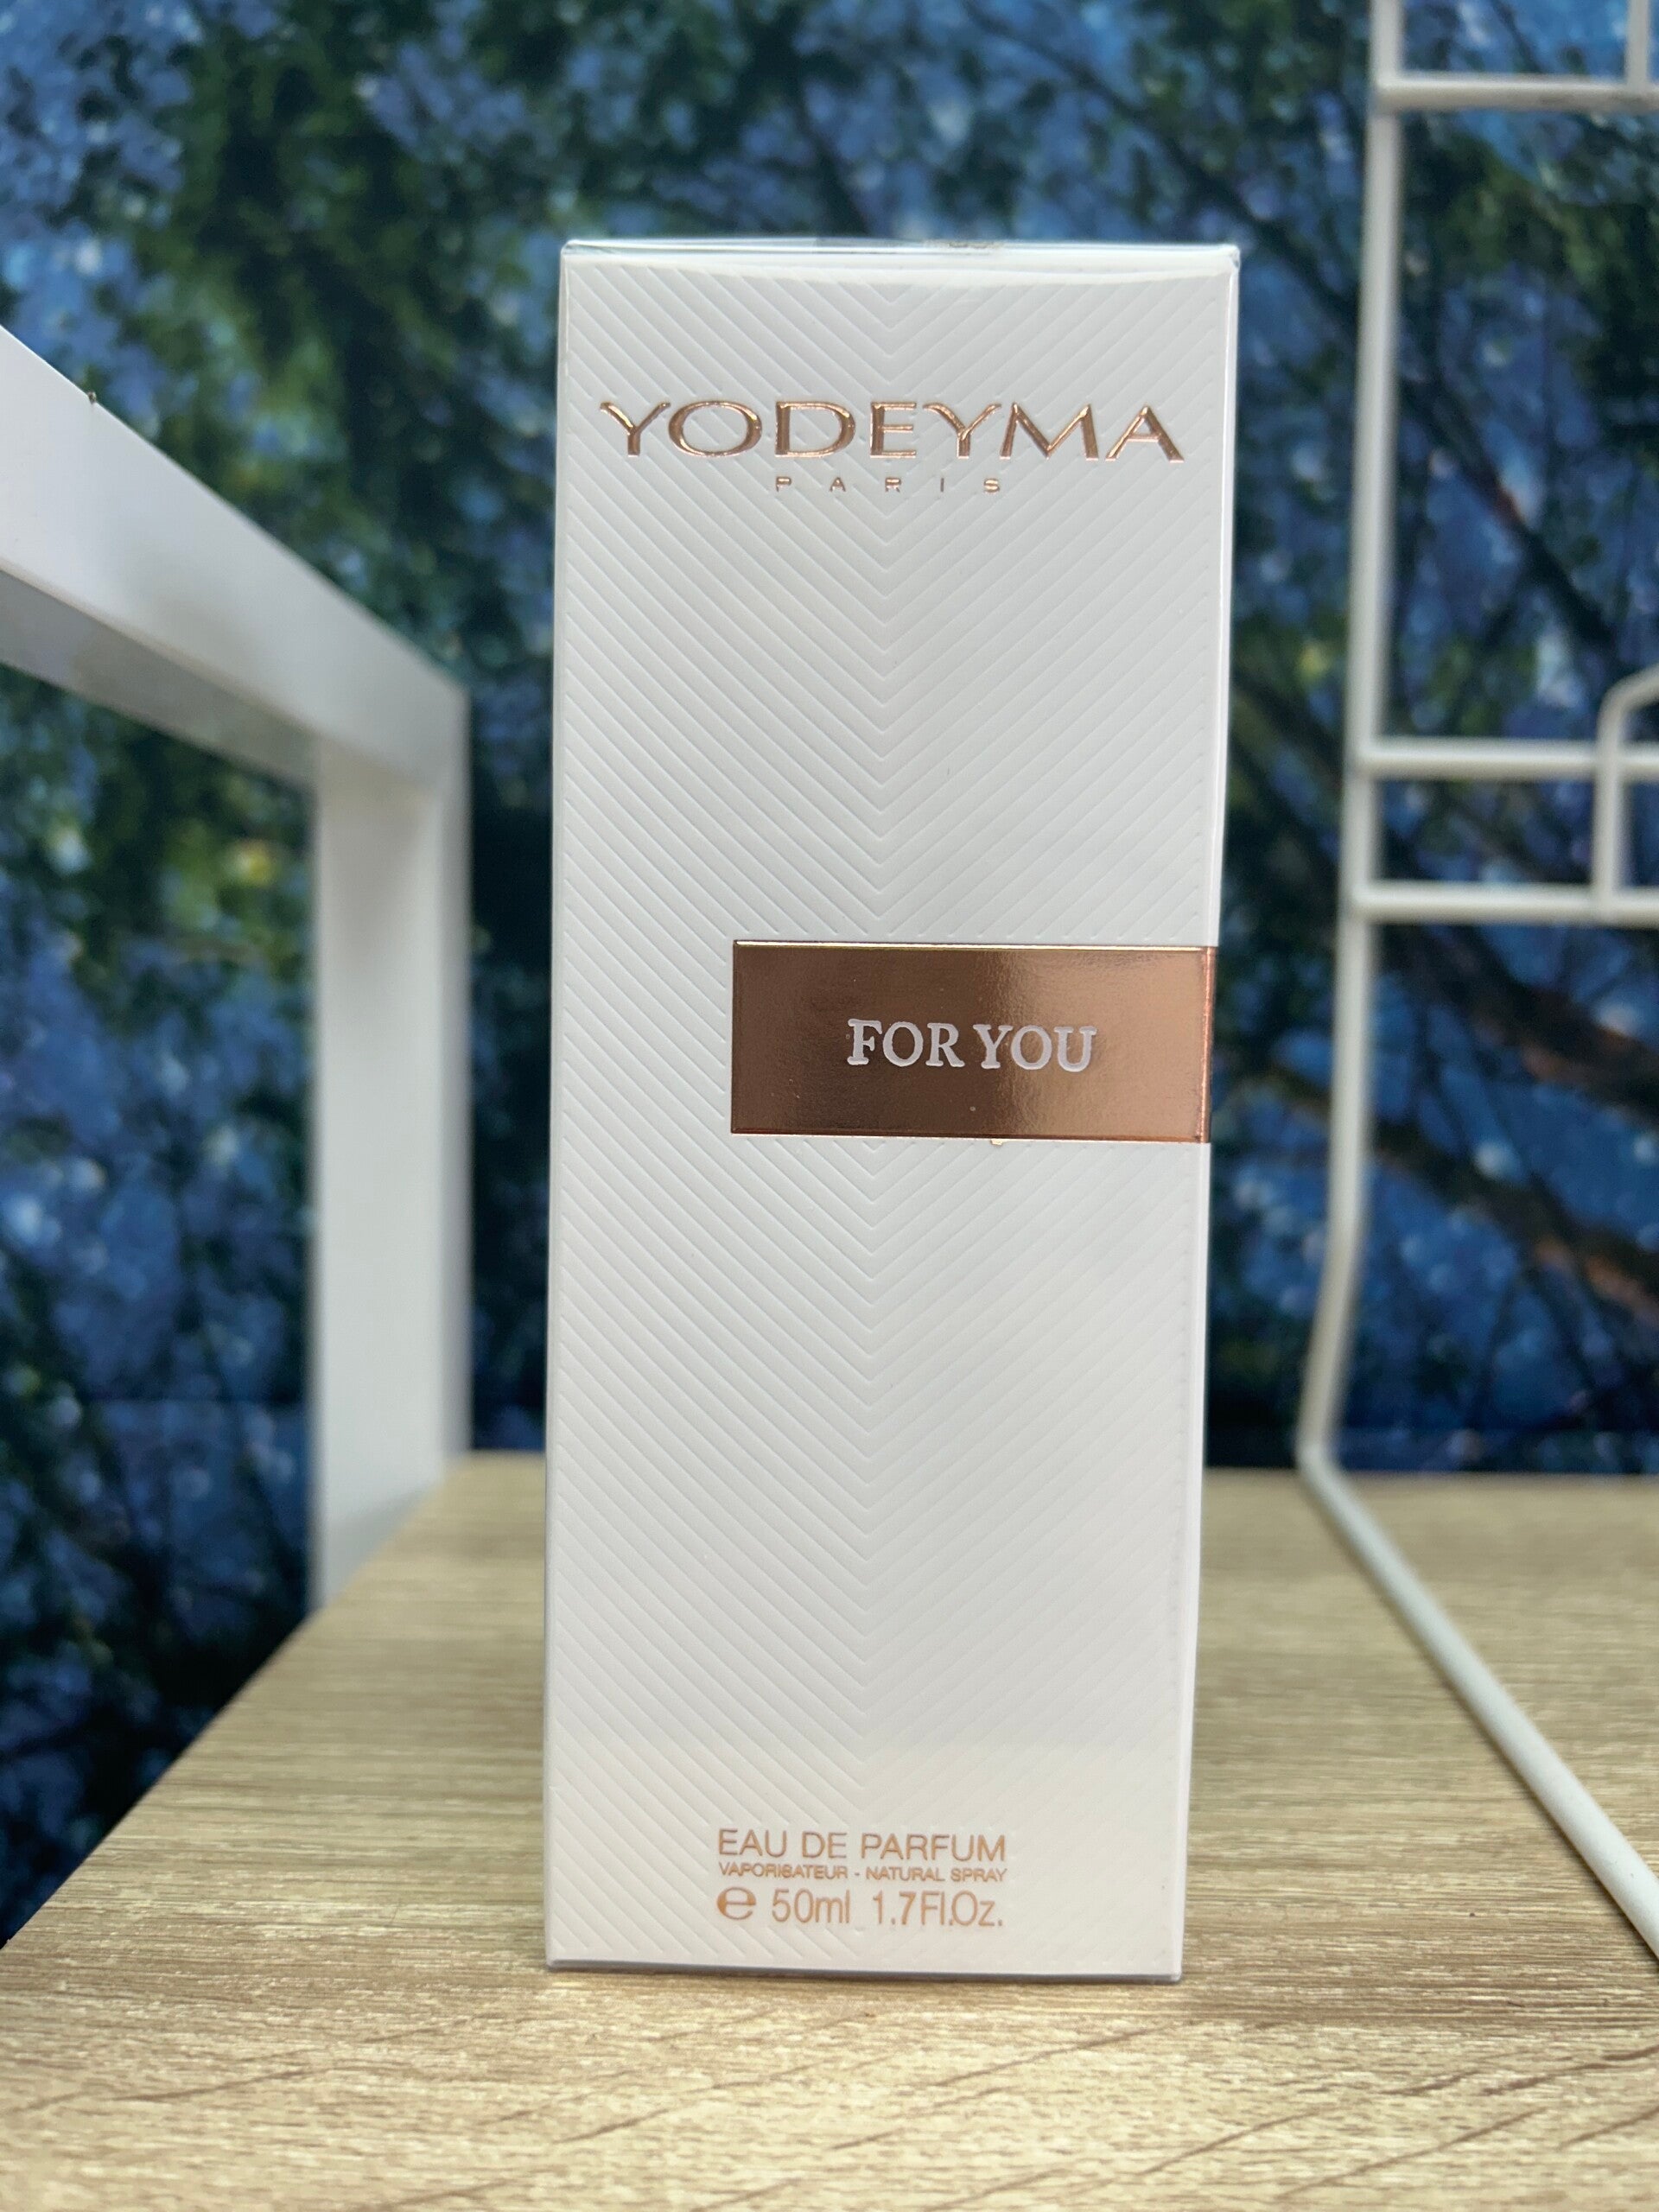 YODEYMA
PARIS
FOR YOU
EAU DE PARFUM
VAPORISATEUR - NATURAL SPRAY
℮ 50ml 1.7Fl.Oz.